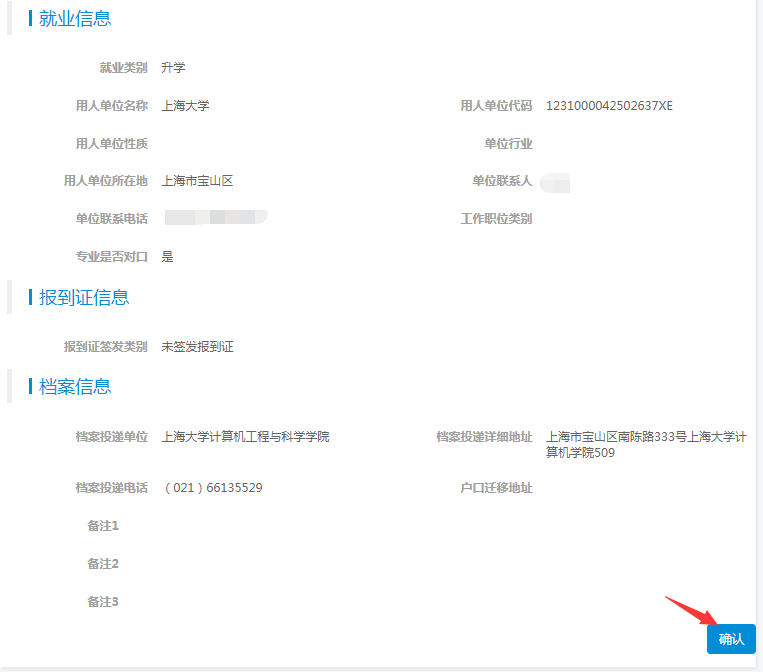 就业信息
就业类别 升学
用人单位名称 上海大学 用人单位代码 1231000042502637XE
用人单位性质 单位行业
用人单位所在地 上海市宝山区 单位联系人
单位联系电话 工作职位类别
专业是否对口 是
报到证信息
报到证签发类别 未签发报到证
档案信息
档案投递单位 上海大学计算机工程与科学学院 档案投递详细地址 上海市宝山区南陈路333号上海大学计
算机学院509
档案投递电话 （021）66135529 户口迁移地址
备注1
备注2
备注3
确认